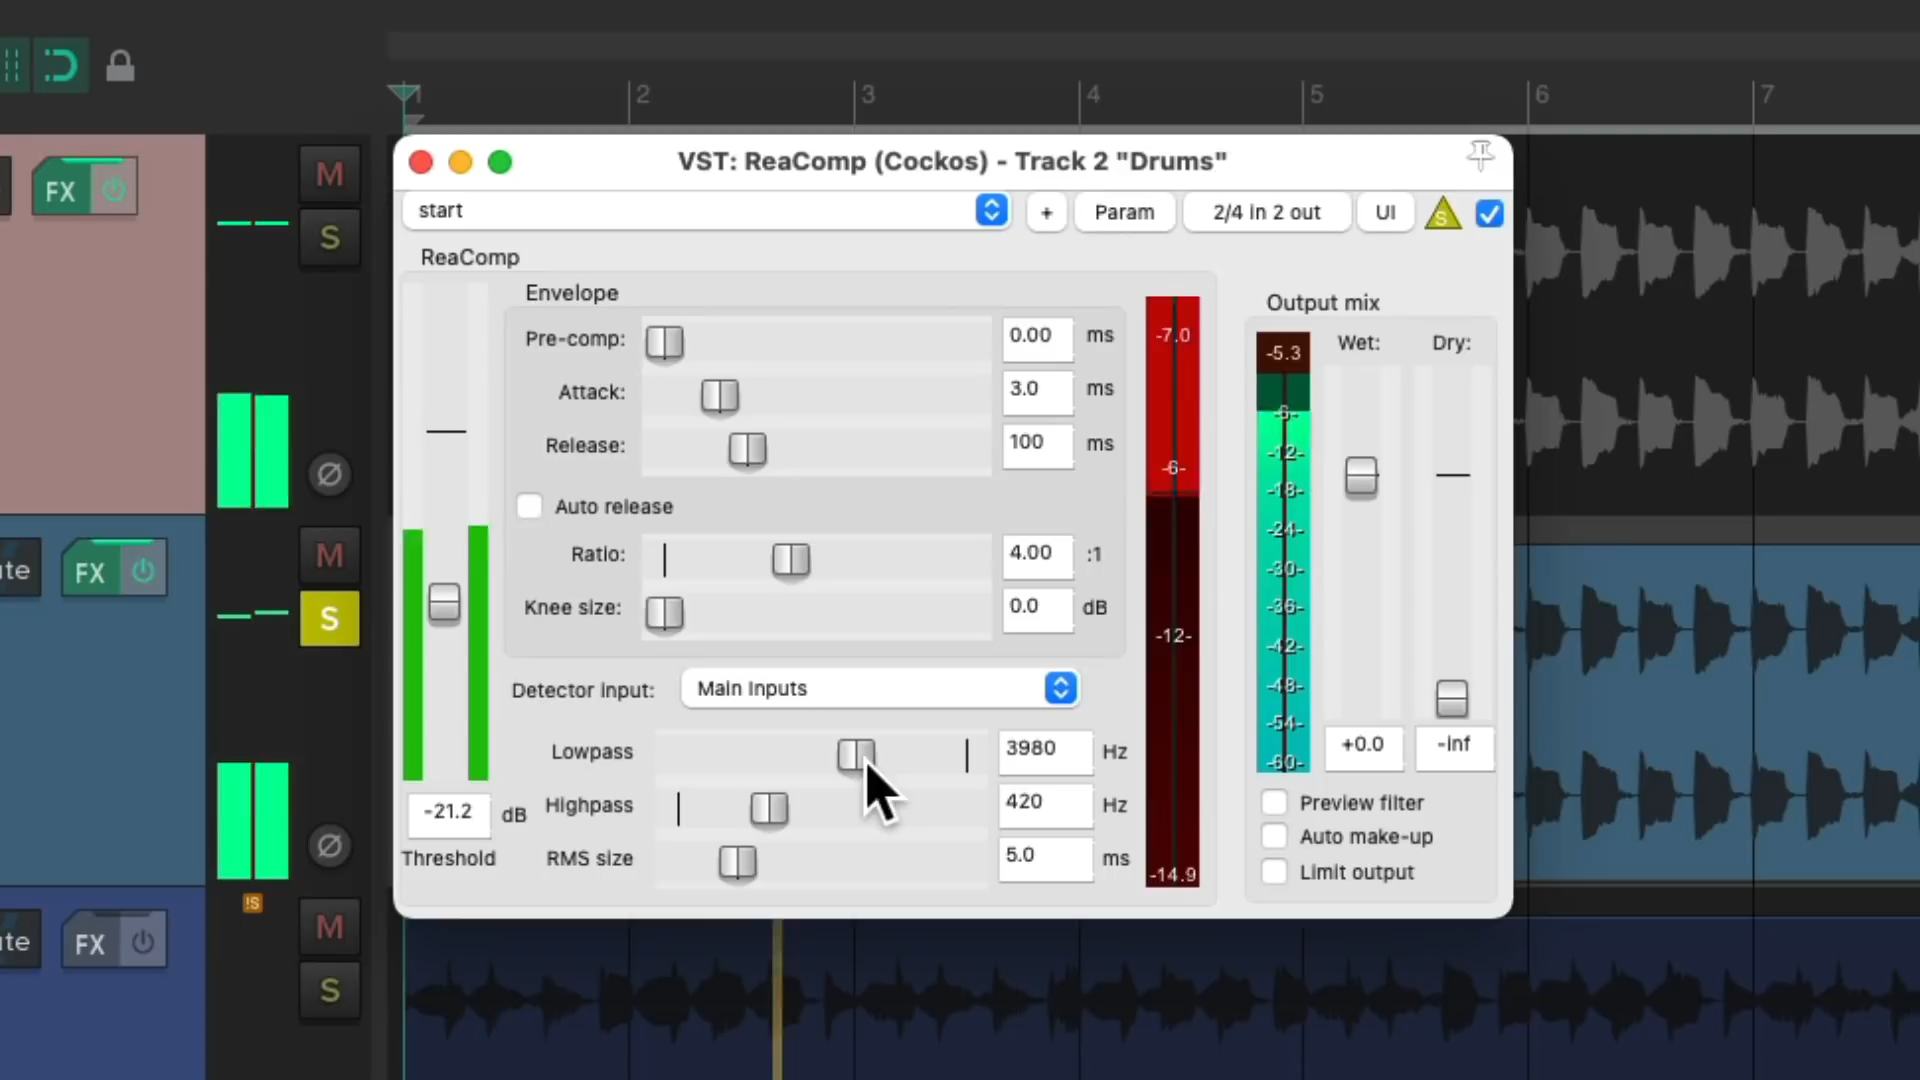 1 2 3 4 5 6 7
FX M
S
VST: ReaComp (Cockos) - Track 2 "Drums"
start + Param 2/4 in 2 out UI S
ReaComp
Envelope
Pre-comp: 0.00 ms
Attack: 3.0 ms
Release: 100 ms
Auto release
Ratio: 4.00 :1
Knee size: 0.0 dB
Detector input: Main Inputs
Lowpass 3980 Hz
Highpass 420 Hz
RMS size 5.0 ms
-21.2 dB
Threshold
-7.0
-6-
-12-
-14.9
Output mix
Wet: Dry:
-5.3
-6-
-12-
-18-
-24-
-30-
-36-
-42-
-48-
-54-
-60-
+0.0 -inf
Preview filter
Auto make-up
Limit output
ute FX M
S
!S
ute FX M
S